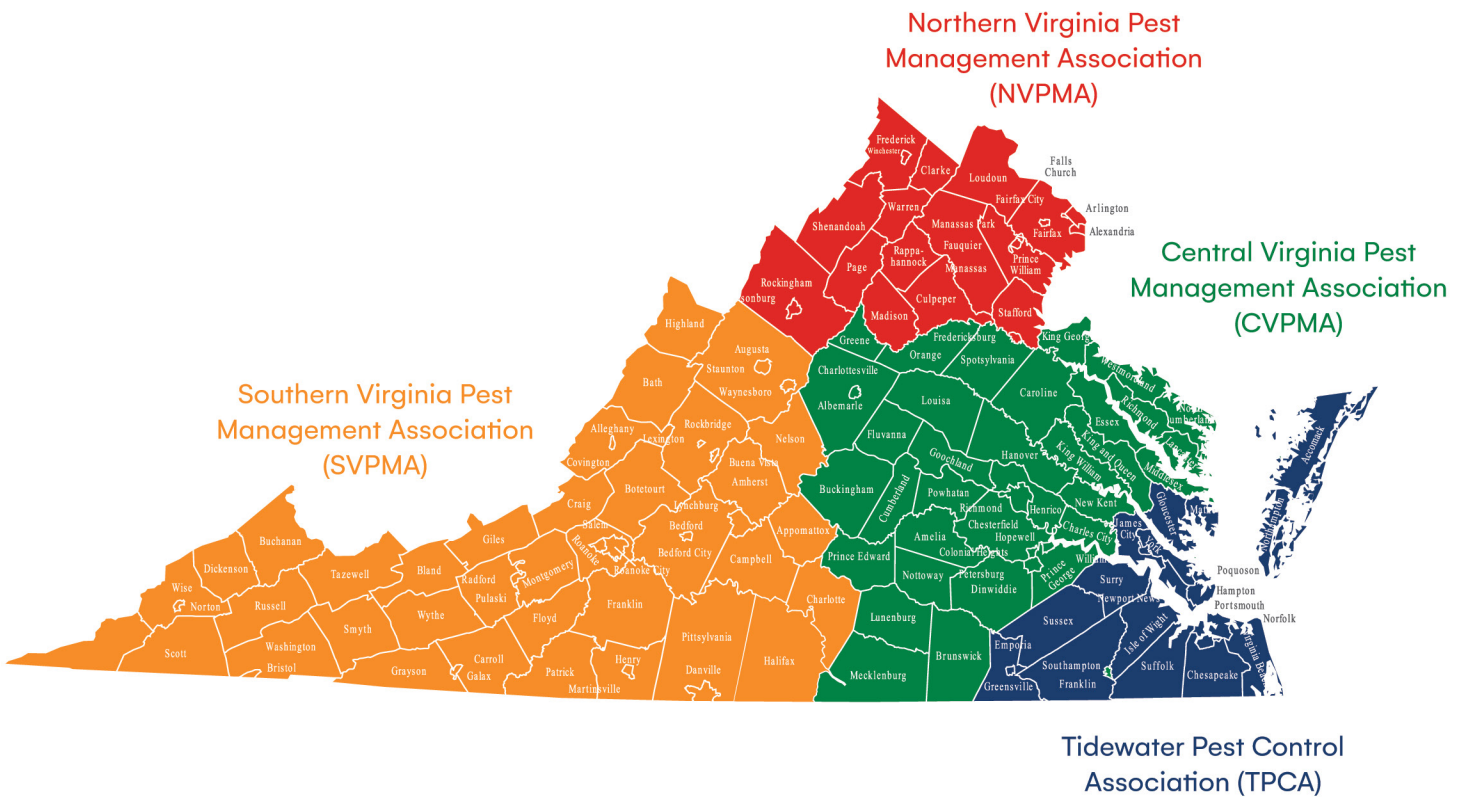 Northern Virginia Pest
Management Association
(NVPMA)
Central Virginia Pest
Management Association
(CVPMA)
Southern Virginia Pest
Management Association
(SVPMA)
Tidewater Pest Control
Association (TPCA)
Frederick
Winchester
Clarke
Loudoun
Falls
Church
Fairfax City
Arlington
Alexandria
Fairfax
Warren
Shenandoah
Manassas Park
Fauquier
Rappa-
hannock
Page
Manassas
Prince
William
Rockingham
sonburg
Culpeper
Madison
Stafford
Highland
Augusta
Staunton
Waynesboro
Bath
Rockbridge
Alleghany
Lexington
Nelson
Covington
Buena Vista
Amherst
Botetourt
Craig
Lynchburg
Salem
Bedford
Appomattox
Roanoke
Bedford City
Campbell
Roanoke City
Giles
Buchanan
Dickenson
Tazewell
Bland
Radford
Montgomery
Pulaski
Wise
Norton
Russell
Wythe
Floyd
Franklin
Charlotte
Smyth
Washington
Scott
Bristol
Grayson
Carroll
Galax
Patrick
Henry
Martinsville
Pittsylvania
Danville
Halifax
Greene
Orange
Fredericksburg
Spotsylvania
King Georg
Westmoreland
Charlottesville
Albemarle
Louisa
Caroline
Richmond
Essex
Fluvanna
Goochland
Hanover
King William
King and Queen
Middlesex
Buckingham
Cumberland
Powhatan
Richmond
Henrico
New Kent
Chesterfield
Hopewell
Charles City
Amelia
Colonial Heights
Prince Edward
Nottoway
Petersburg
Dinwiddie
Prince
George
William
Lunenburg
Brunswick
Mecklenburg
Accomack
Northampton
Gloucester
Mat
James
City
York
Poquoson
Hampton
Portsmouth
Norfolk
Surry
Newport News
Sussex
Isle of Wight
Emporia
Greensville
Southampton
Franklin
Suffolk
Chesapeake
Virginia Bea